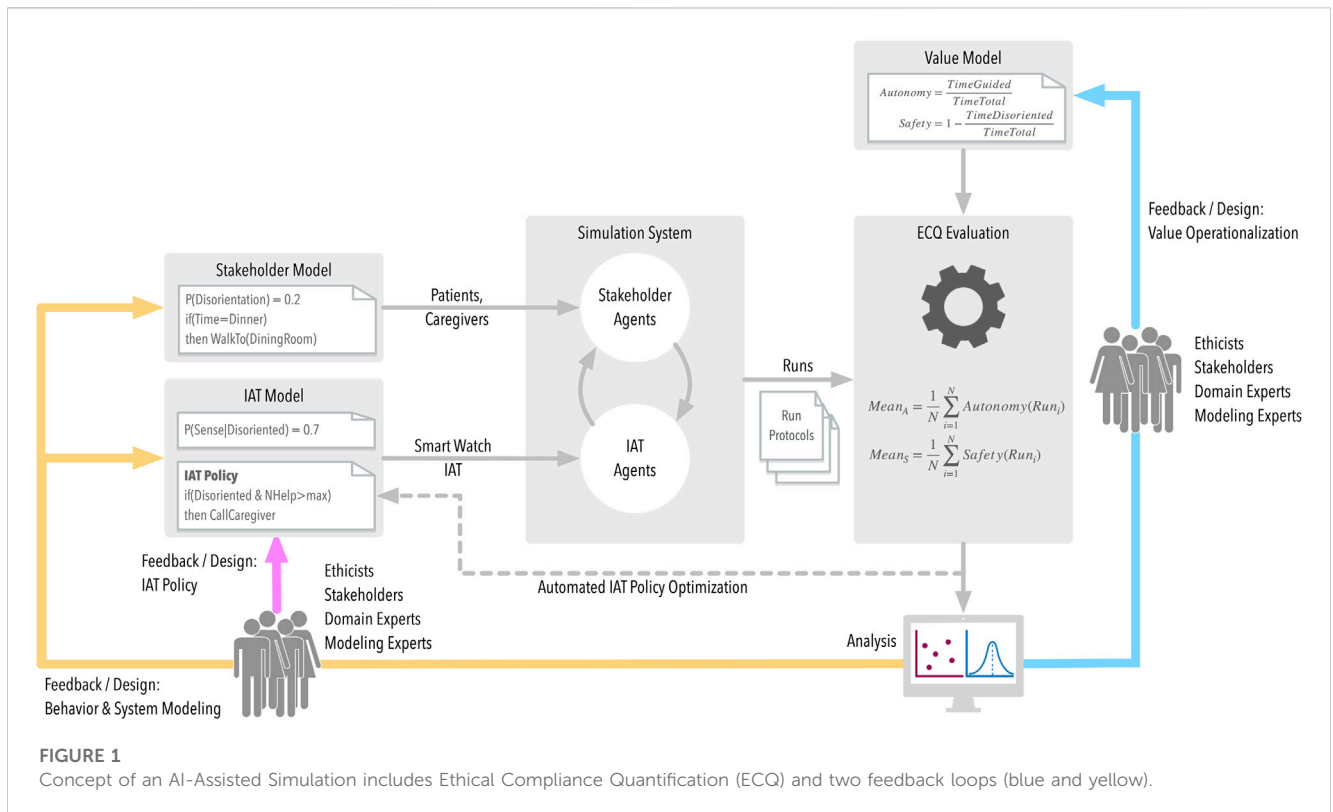 Value Model
Autonomy = TimeGuided / TimeTotal
Safety = 1 − TimeDisoriented / TimeTotal
Feedback / Design:
Value Operationalization
Simulation System
ECQ Evaluation
Stakeholder Model
P(Disorientation) = 0.2
if(Time=Dinner)
then WalkTo(DiningRoom)
Patients,
Caregivers
Stakeholder
Agents
Ethicists
Stakeholders
Domain Experts
Modeling Experts
Runs
IAT Model
P(Sense|Disoriented) = 0.7
Smart Watch
IAT
IAT
Agents
Run
Protocols
Mean_A = 1/N ∑_{i=1}^{N} Autonomy(Run_i)
Mean_S = 1/N ∑_{i=1}^{N} Safety(Run_i)
IAT Policy
if(Disoriented & NHelp>max)
then CallCaregiver
Feedback / Design:
IAT Policy
Ethicists
Stakeholders
Domain Experts
Modeling Experts
Automated IAT Policy Optimization
Analysis
Feedback / Design:
Behavior & System Modeling
FIGURE 1
Concept of an AI-Assisted Simulation includes Ethical Compliance Quantification (ECQ) and two feedback loops (blue and yellow).